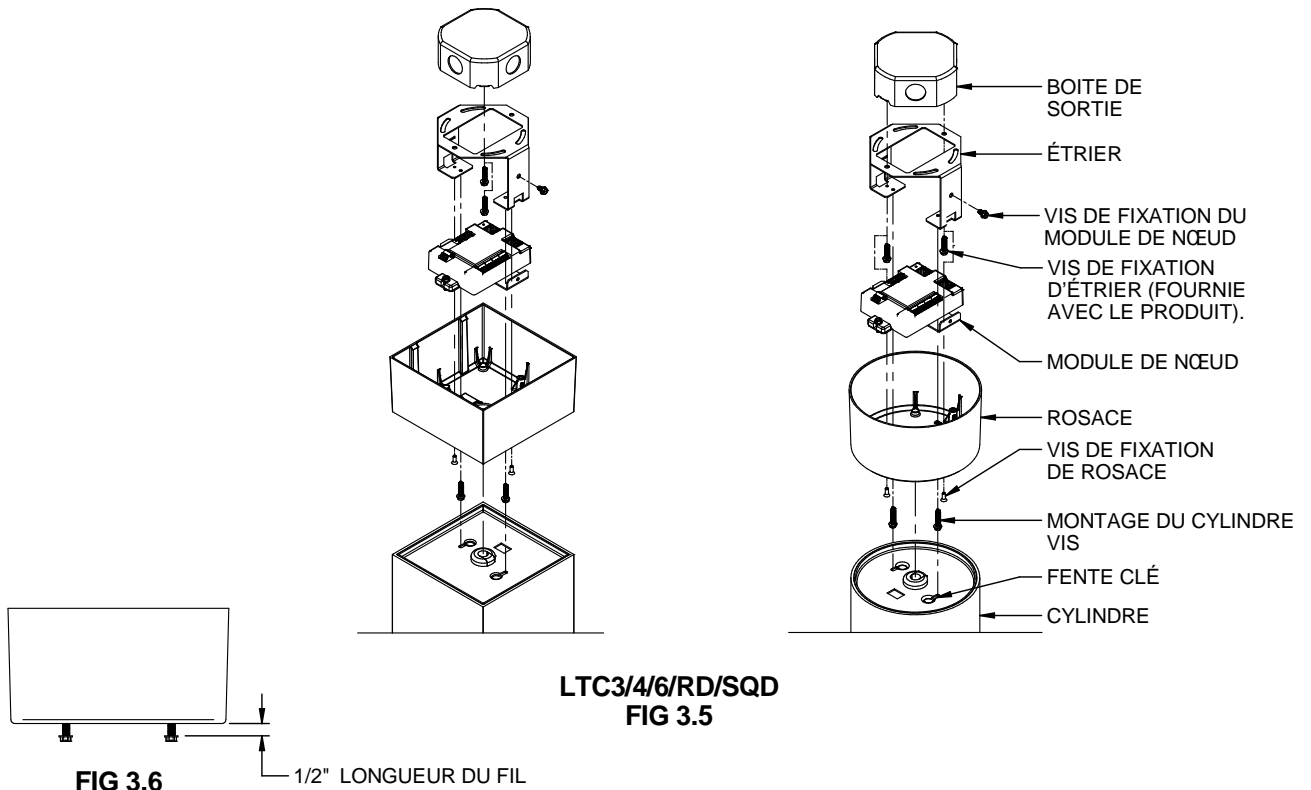 BOITE DE
SORTIE
ÉTRIER
VIS DE FIXATION DU
MODULE DE NŒUD
VIS DE FIXATION
D'ÉTRIER (FOURNIE
AVEC LE PRODUIT).
MODULE DE NŒUD
ROSACE
VIS DE FIXATION
DE ROSACE
MONTAGE DU CYLINDRE
VIS
FENTE CLÉ
CYLINDRE
LTC3/4/6/RD/SQD
FIG 3.5
1/2" LONGUEUR DU FIL
FIG 3.6